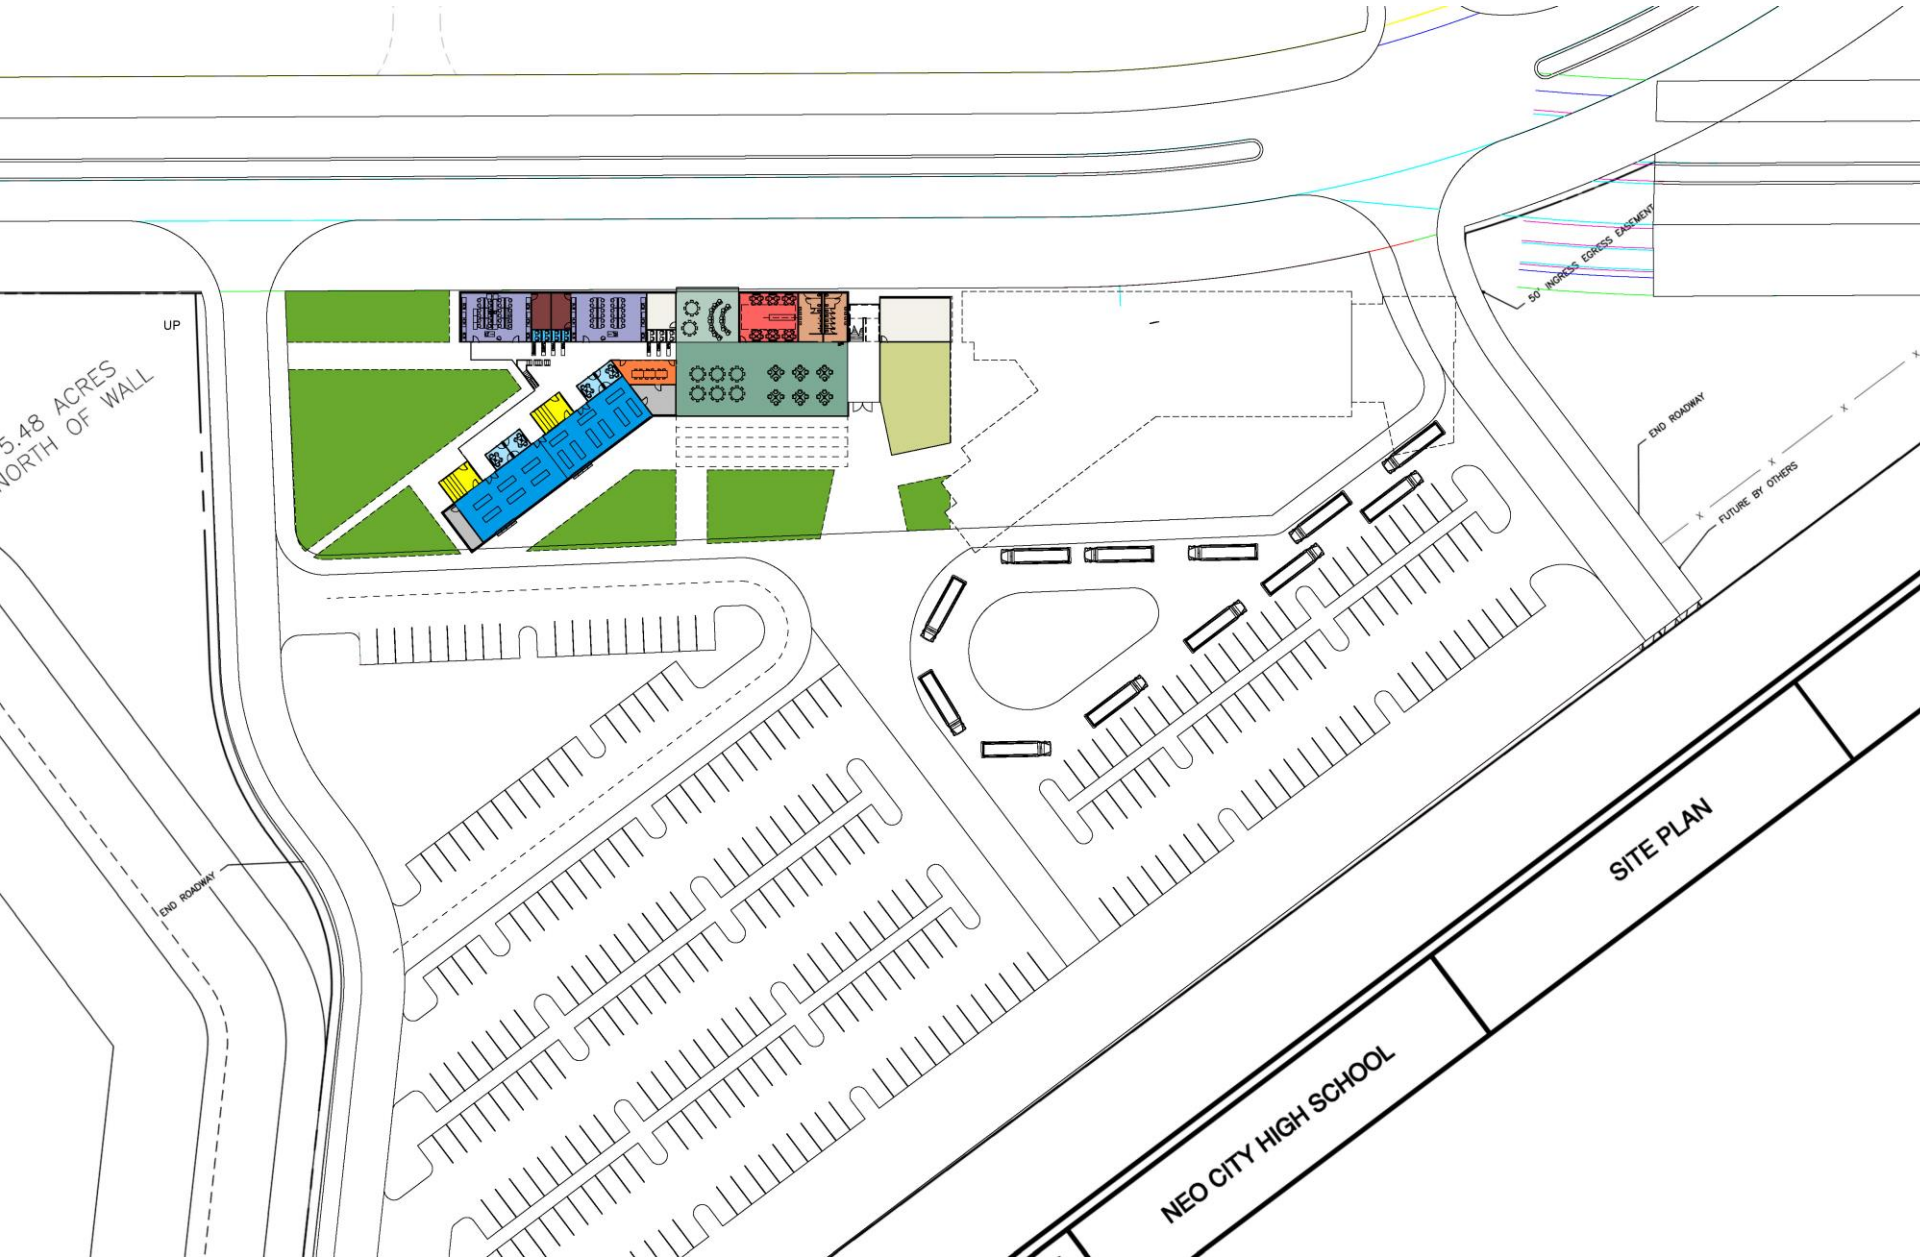 UP
5.48 ACRES
NORTH OF WALL
50' INGRESS EGRESS EASEMENT
END ROADWAY
FUTURE BY OTHERS
END ROADWAY
SITE PLAN
NEO CITY HIGH SCHOOL